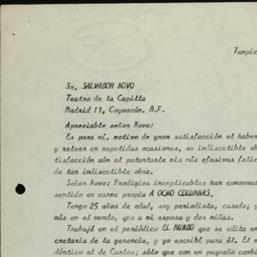 Tampic
Sr. SALVADOR NOVO
Teatro de la Capilla
Madrid 13, Coyoacán, D.F.
Apreciable señor Novo:
Es para mí, motivo de gran satisfacción el haber
y releer en repetidas ocasiones, su indiscutible ob
tisfacción aún al patentarle mis más efusivas felic
de tan indiscutible obra.
Señor Novo: Prodigios inexplicables han consumad
sentido en carne propia A OCHO COLUMNAS.
Tengo 25 años de edad, soy periodista, casado; y
más en el mundo, que a mi esposa y dos niñas.
Trabajé en el periódico EL MUNDO que se edita en
cretaria de la gerencia, y yo escribí para él. El m
déntico al de Carlos; sólo que con un pequeño cambi